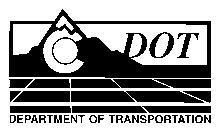 C DOT
DEPARTMENT OF TRANSPORTATION